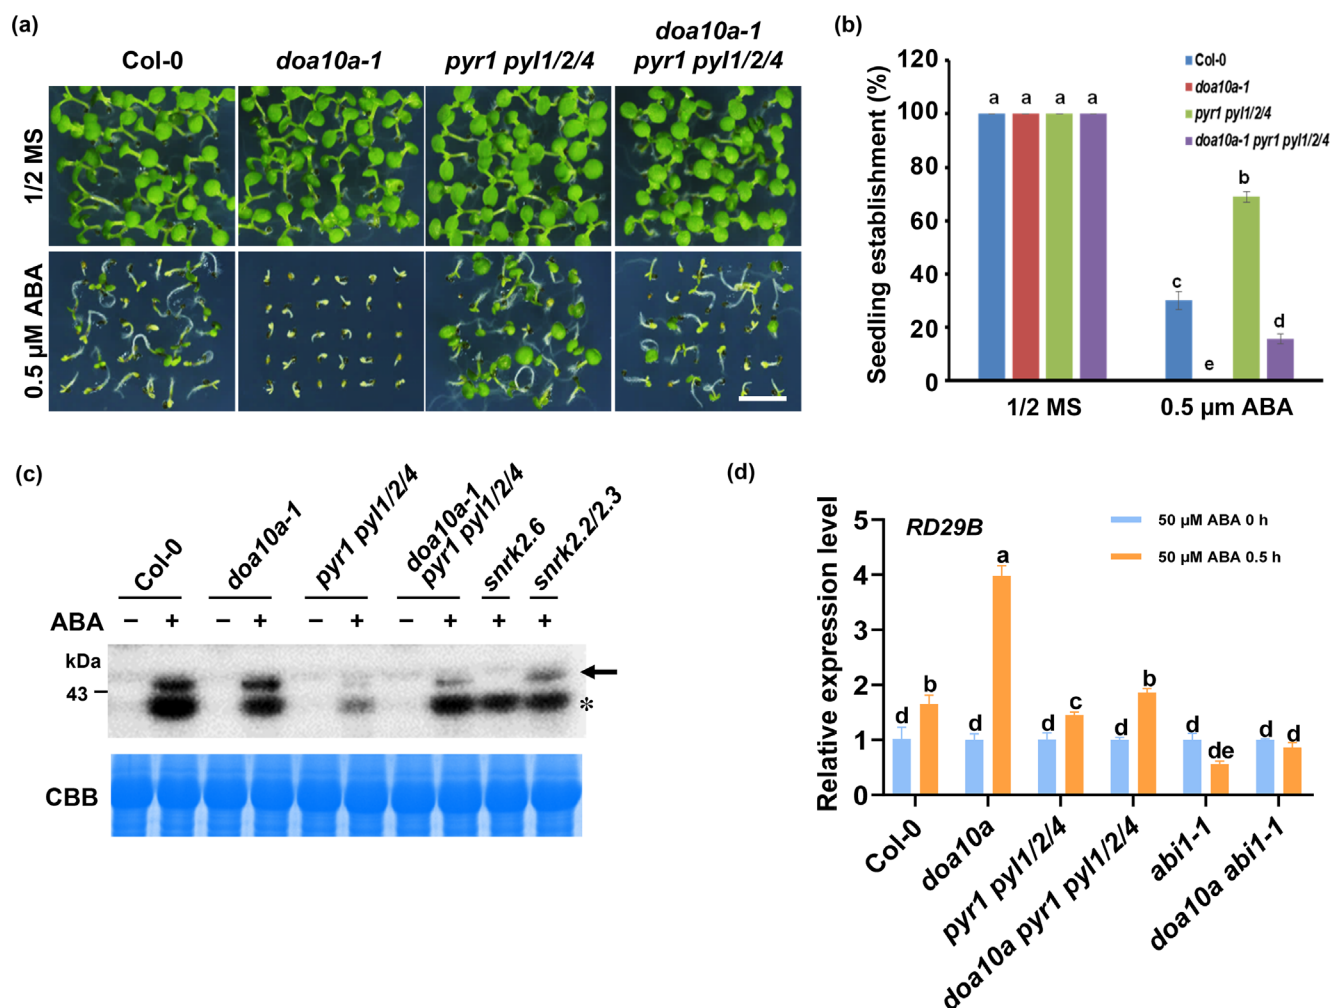 (a)
Col-0
doa10a-1
pyr1 pyl1/2/4
doa10a-1
pyr1 pyl1/2/4
1/2 MS
0.5 μM ABA
(b)
Seedling establishment (%)
120
100
80
60
40
20
0
a a a a
c
e
b
d
Col-0
doa10a-1
pyr1 pyl1/2/4
doa10a-1 pyr1 pyl1/2/4
1/2 MS
0.5 μm ABA
(c)
Col-0
doa10a-1
pyr1 pyl1/2/4
doa10a-1
pyr1 pyl1/2/4
snrk2.6
snrk2.2/2.3
ABA − + − + − + − + + +
kDa
43
*
CBB
(d)
RD29B
50 μM ABA 0 h
50 μM ABA 0.5 h
Relative expression level
5
4
3
2
1
0
d b d a d c d b d de d d
Col-0
doa10a
pyr1 pyl1/2/4
doa10a pyr1 pyl1/2/4
abi1-1
doa10a abi1-1